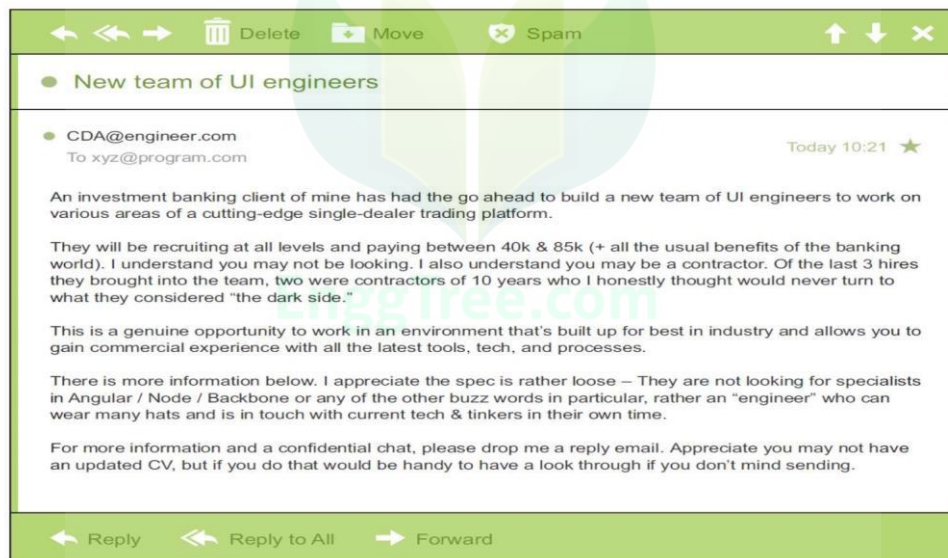 Delete Move Spam
New team of UI engineers
CDA@engineer.com
To xyz@program.com
Today 10:21
An investment banking client of mine has had the go ahead to build a new team of UI engineers to work on
various areas of a cutting-edge single-dealer trading platform.
They will be recruiting at all levels and paying between 40k & 85k (+ all the usual benefits of the banking
world). I understand you may not be looking. I also understand you may be a contractor. Of the last 3 hires
they brought into the team, two were contractors of 10 years who I honestly thought would never turn to
what they considered “the dark side.”
EnggTree.com
This is a genuine opportunity to work in an environment that’s built up for best in industry and allows you to
gain commercial experience with all the latest tools, tech, and processes.
There is more information below. I appreciate the spec is rather loose – They are not looking for specialists
in Angular / Node / Backbone or any of the other buzz words in particular, rather an “engineer” who can
wear many hats and is in touch with current tech & tinkers in their own time.
For more information and a confidential chat, please drop me a reply email. Appreciate you may not have
an updated CV, but if you do that would be handy to have a look through if you don’t mind sending.
Reply Reply to All Forward